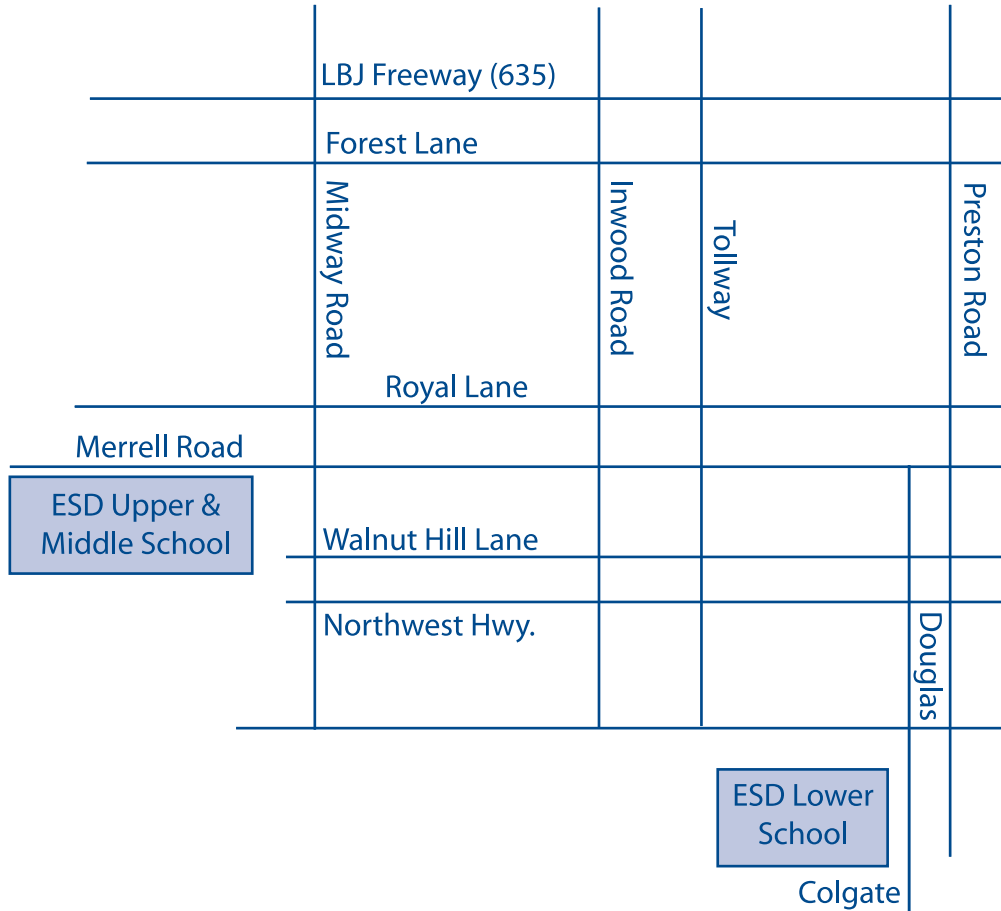 LBJ Freeway (635)
Forest Lane
Midway Road
Inwood Road
Tollway
Preston Road
Royal Lane
Merrell Road
ESD Upper &
Middle School
Walnut Hill Lane
Northwest Hwy.
Douglas
ESD Lower
School
Colgate